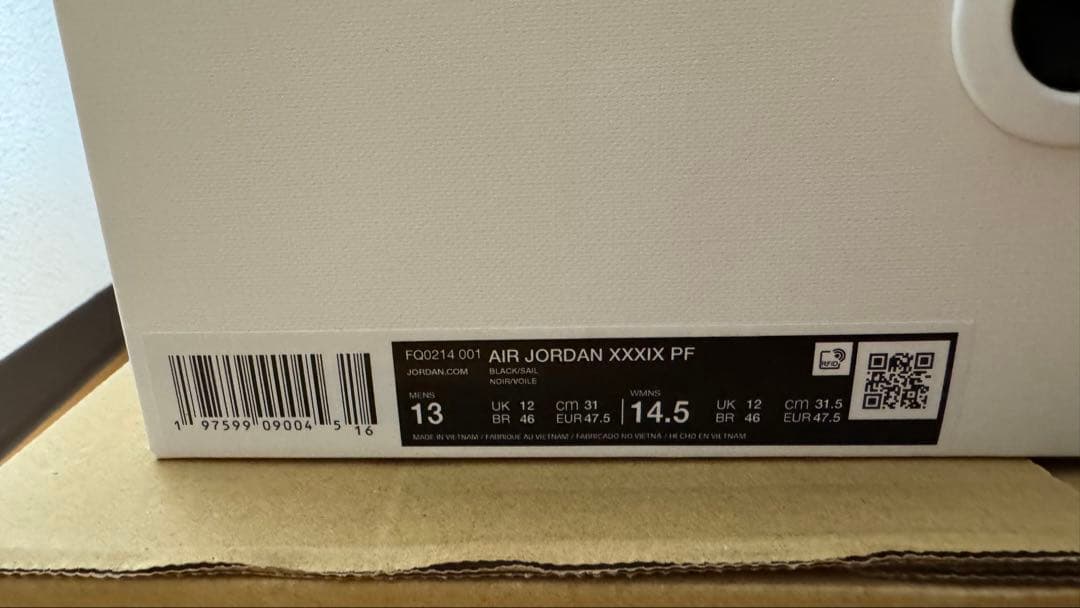 FQ0214 001 AIR JORDAN XXXIX PF
JORDAN.COM BLACK/SAIL
NOIR/VOILE
MENS
13
UK 12 cm 31
BR 46 EUR 47.5
WMNS
14.5
UK 12 cm 31.5
BR 46 EUR 47.5
MADE IN VIETNAM / FABRIQUE AU VIETNAM / FABRICADO NO VIETNÃ / HECHO EN VIETNAM
RFID
1 97599 09004 5 16